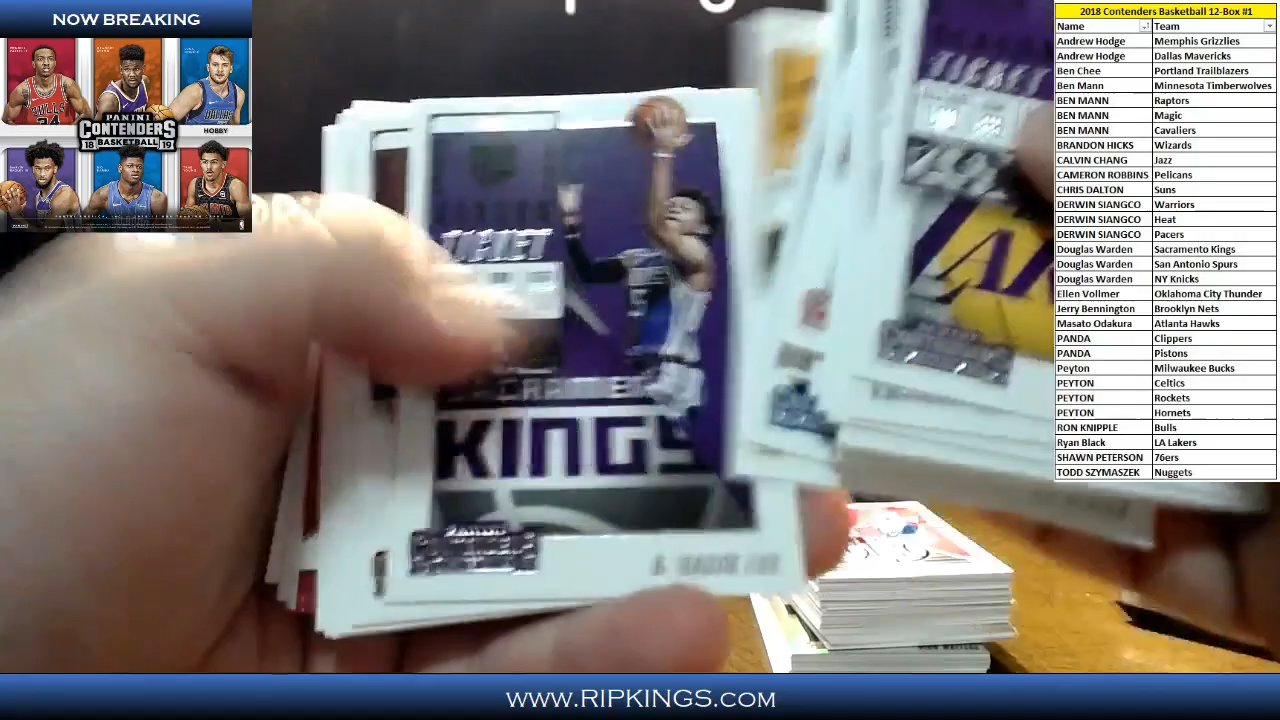 NOW BREAKING
PANINI
CONTENDERS
18 BASKETBALL 19
HOBBY
2018 Contenders Basketball 12-Box #1
Name Team
Andrew Hodge Memphis Grizzlies
Andrew Hodge Dallas Mavericks
Ben Chee Portland Trailblazers
Ben Mann Minnesota Timberwolves
BEN MANN Raptors
BEN MANN Magic
BEN MANN Cavaliers
BRANDON HICKS Wizards
CALVIN CHANG Jazz
CAMERON ROBBINS Pelicans
CHRIS DALTON Suns
DERWIN SIANGCO Warriors
DERWIN SIANGCO Heat
DERWIN SIANGCO Pacers
Douglas Warden Sacramento Kings
Douglas Warden San Antonio Spurs
Douglas Warden NY Knicks
Ellen Vollmer Oklahoma City Thunder
Jerry Bennington Brooklyn Nets
Masato Odakura Atlanta Hawks
PANDA Clippers
PANDA Pistons
Peyton Milwaukee Bucks
PEYTON Celtics
PEYTON Rockets
PEYTON Hornets
RON KNIPPLE Bulls
Ryan Black LA Lakers
SHAWN PETERSON 76ers
TODD SZYMASZEK Nuggets
TICKET
TICKET
KINGS
WWW.RIPKINGS.COM